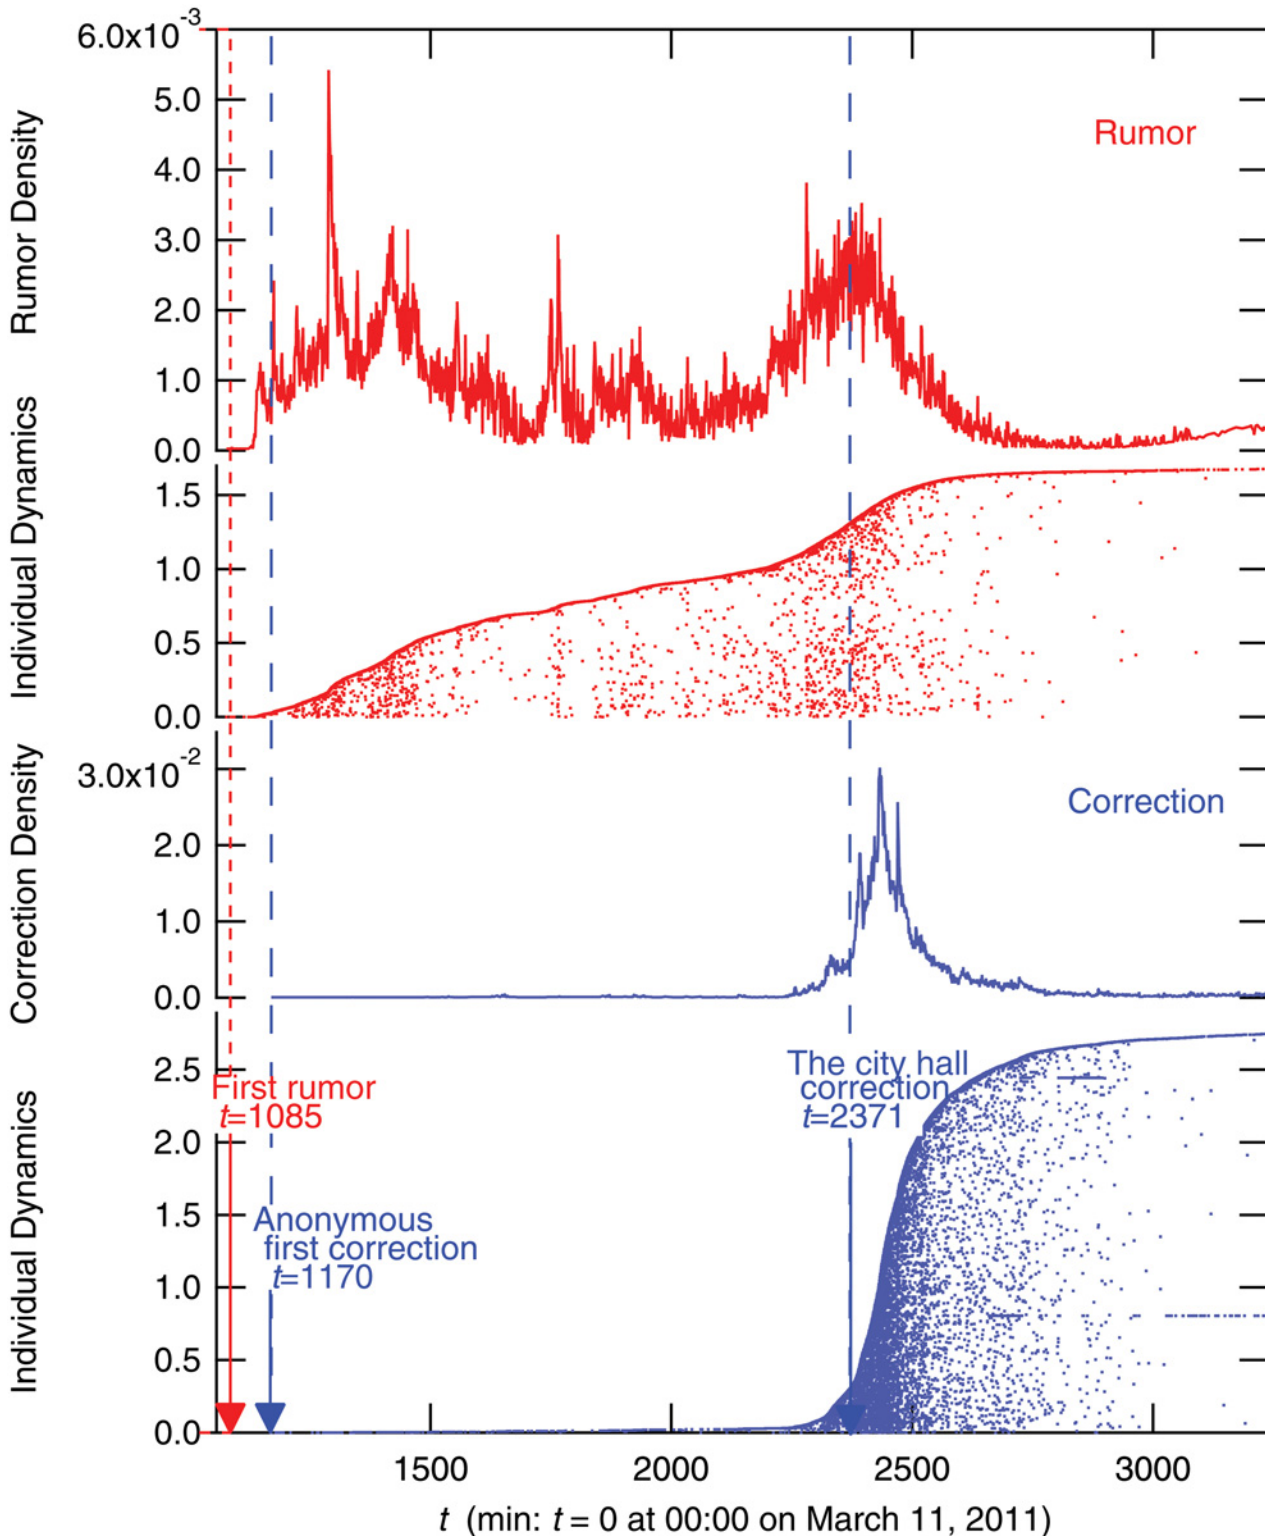 6.0x10-3
5.0
4.0
3.0
2.0
1.0
0.0
Rumor Density
Rumor
1.5
1.0
0.5
0.0
Individual Dynamics
3.0x10-2
2.0
1.0
0.0
Correction Density
Correction
2.5
2.0
1.5
1.0
0.5
0.0
Individual Dynamics
First rumor
t=1085
Anonymous
first correction
t=1170
The city hall
correction
t=2371
1500 2000 2500 3000
t (min: t = 0 at 00:00 on March 11, 2011)